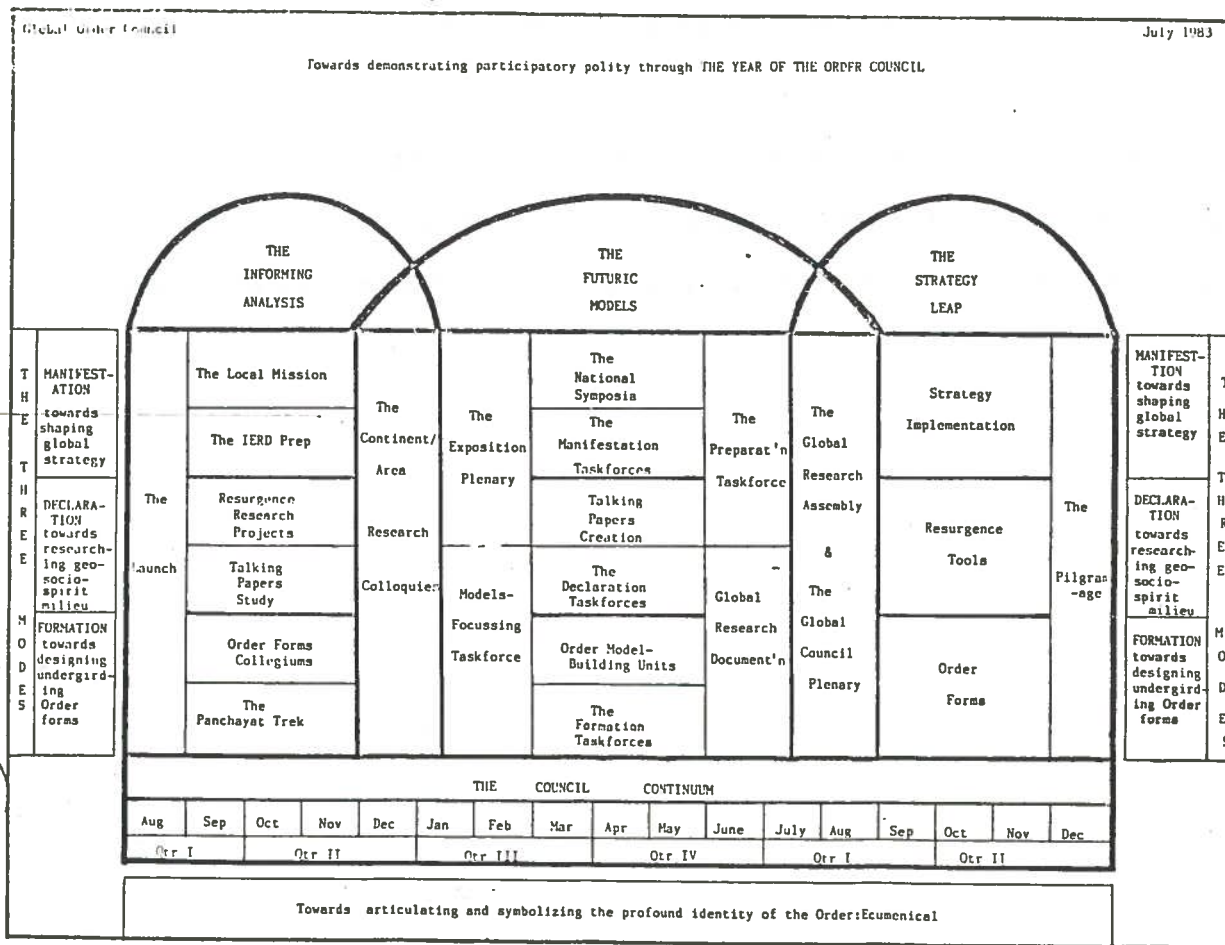 Global Order Council
July 1983
Towards demonstrating participatory polity through THE YEAR OF THE ORDER COUNCIL
THE
INFORMING
ANALYSIS
THE
FUTURIC
MODELS
THE
STRATEGY
LEAP
THE THREE MODES
MANIFEST-
ATION
towards
shaping
global
strategy
DECLARA-
TION
towards
research-
ing geo-
socio-
spirit
milieu
FORMATION
towards
designing
undergird-
ing
Order
forms
The
Launch
The Local Mission
The IERD Prep
Resurgence
Research
Projects
Talking
Papers
Study
Order Forms
Collegiums
The
Panchayat Trek
The
Continent/
Area
Research
Colloquies
The
Exposition
Plenary
Models-
Focussing
Taskforce
The
National
Symposia
The
Manifestation
Taskforces
Talking
Papers
Creation
The
Declaration
Taskforces
Order Model-
Building Units
The
Formation
Taskforces
The
Preparat'n
Taskforce
Global
Research
Document'n
The
Global
Research
Assembly
&
The
Global
Council
Plenary
Strategy
Implementation
Resurgence
Tools
Order
Forms
The
Pilgram
-age
MANIFEST-
TION
towards
shaping
global
strategy
DECLARA-
TION
towards
research-
ing geo-
socio-
spirit
milieu
FORMATION
towards
designing
undergird-
ing Order
forms
THE THREE MODES
THE COUNCIL CONTINUUM
Aug Sep Oct Nov Dec Jan Feb Mar Apr May June July Aug Sep Oct Nov Dec
Qtr I Qtr II Qtr III Qtr IV Qtr I Qtr II
Towards articulating and symbolizing the profound identity of the Order:Ecumenical